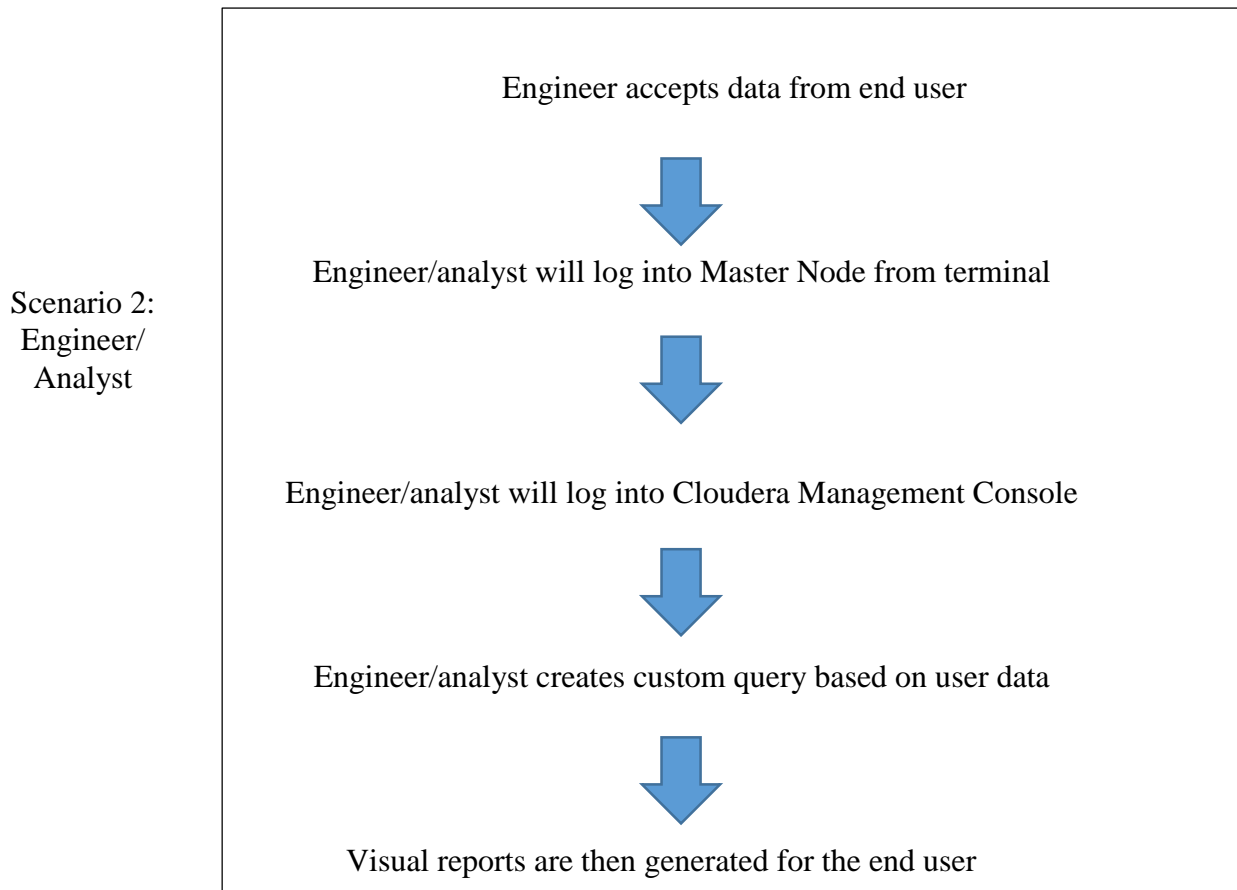 Engineer accepts data from end user
Engineer/analyst will log into Master Node from terminal
Scenario 2:
Engineer/
Analyst
Engineer/analyst will log into Cloudera Management Console
Engineer/analyst creates custom query based on user data
Visual reports are then generated for the end user